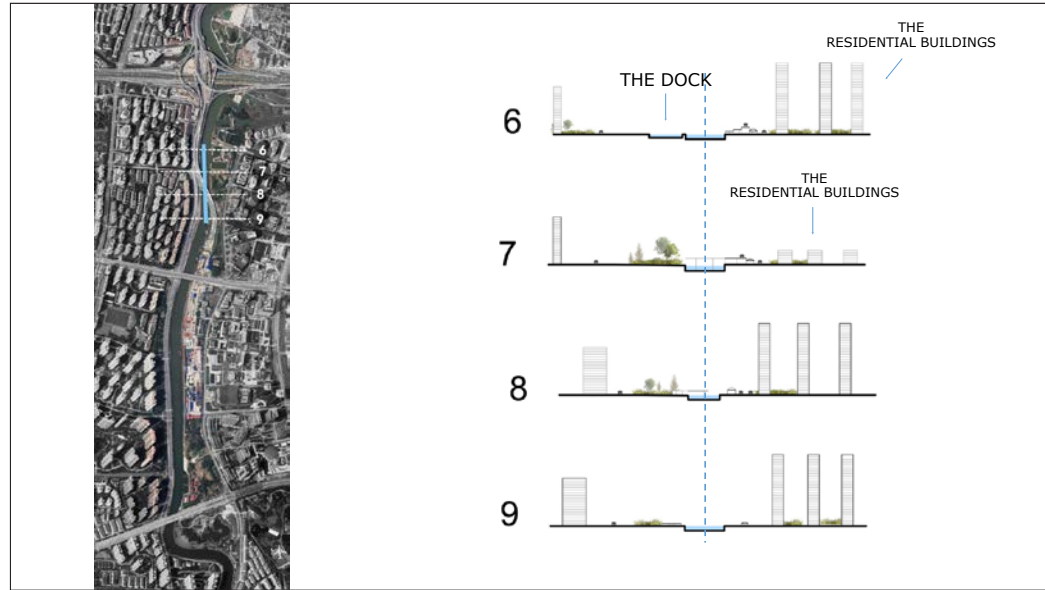 THE
RESIDENTIAL BUILDINGS
THE DOCK
6
THE
RESIDENTIAL BUILDINGS
7
8
9
6
7
8
9